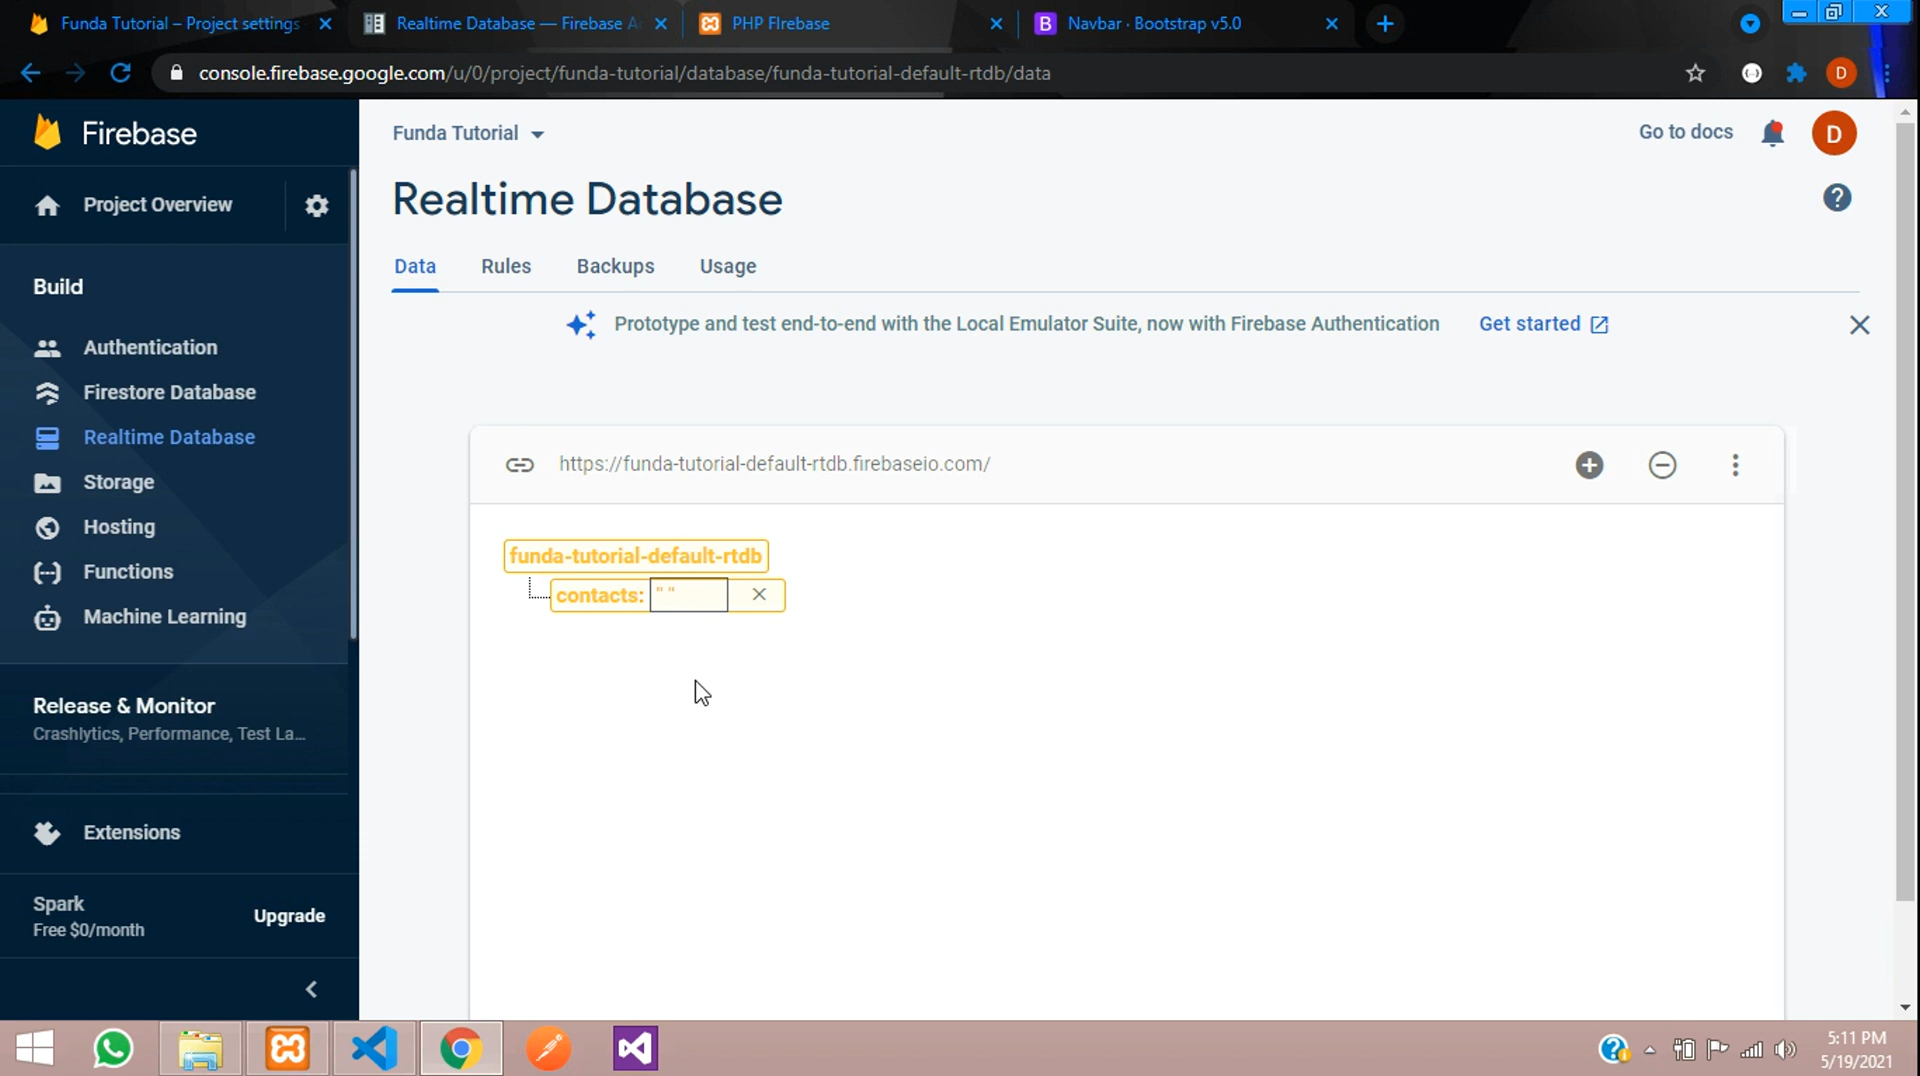 Funda Tutorial – Project settings
Realtime Database — Firebase A
PHP FIrebase
Navbar · Bootstrap v5.0
console.firebase.google.com/u/0/project/funda-tutorial/database/funda-tutorial-default-rtdb/data
D
Firebase
Funda Tutorial
Go to docs
D
Project Overview
Realtime Database
Data
Rules
Backups
Usage
Build
Prototype and test end-to-end with the Local Emulator Suite, now with Firebase Authentication
Get started
Authentication
Firestore Database
Realtime Database
Storage
Hosting
Functions
Machine Learning
https://funda-tutorial-default-rtdb.firebaseio.com/
funda-tutorial-default-rtdb
contacts: " "
Release & Monitor
Crashlytics, Performance, Test La...
Extensions
Spark
Free $0/month
Upgrade
5:11 PM
5/19/2021